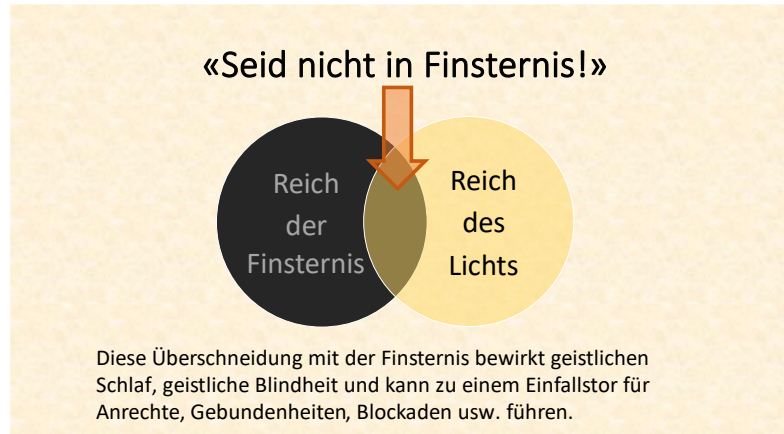 «Seid nicht in Finsternis!»
Reich
der
Finsternis
Reich
des
Lichts
Diese Überschneidung mit der Finsternis bewirkt geistlichen
Schlaf, geistliche Blindheit und kann zu einem Einfallstor für
Anrechte, Gebundenheiten, Blockaden usw. führen.